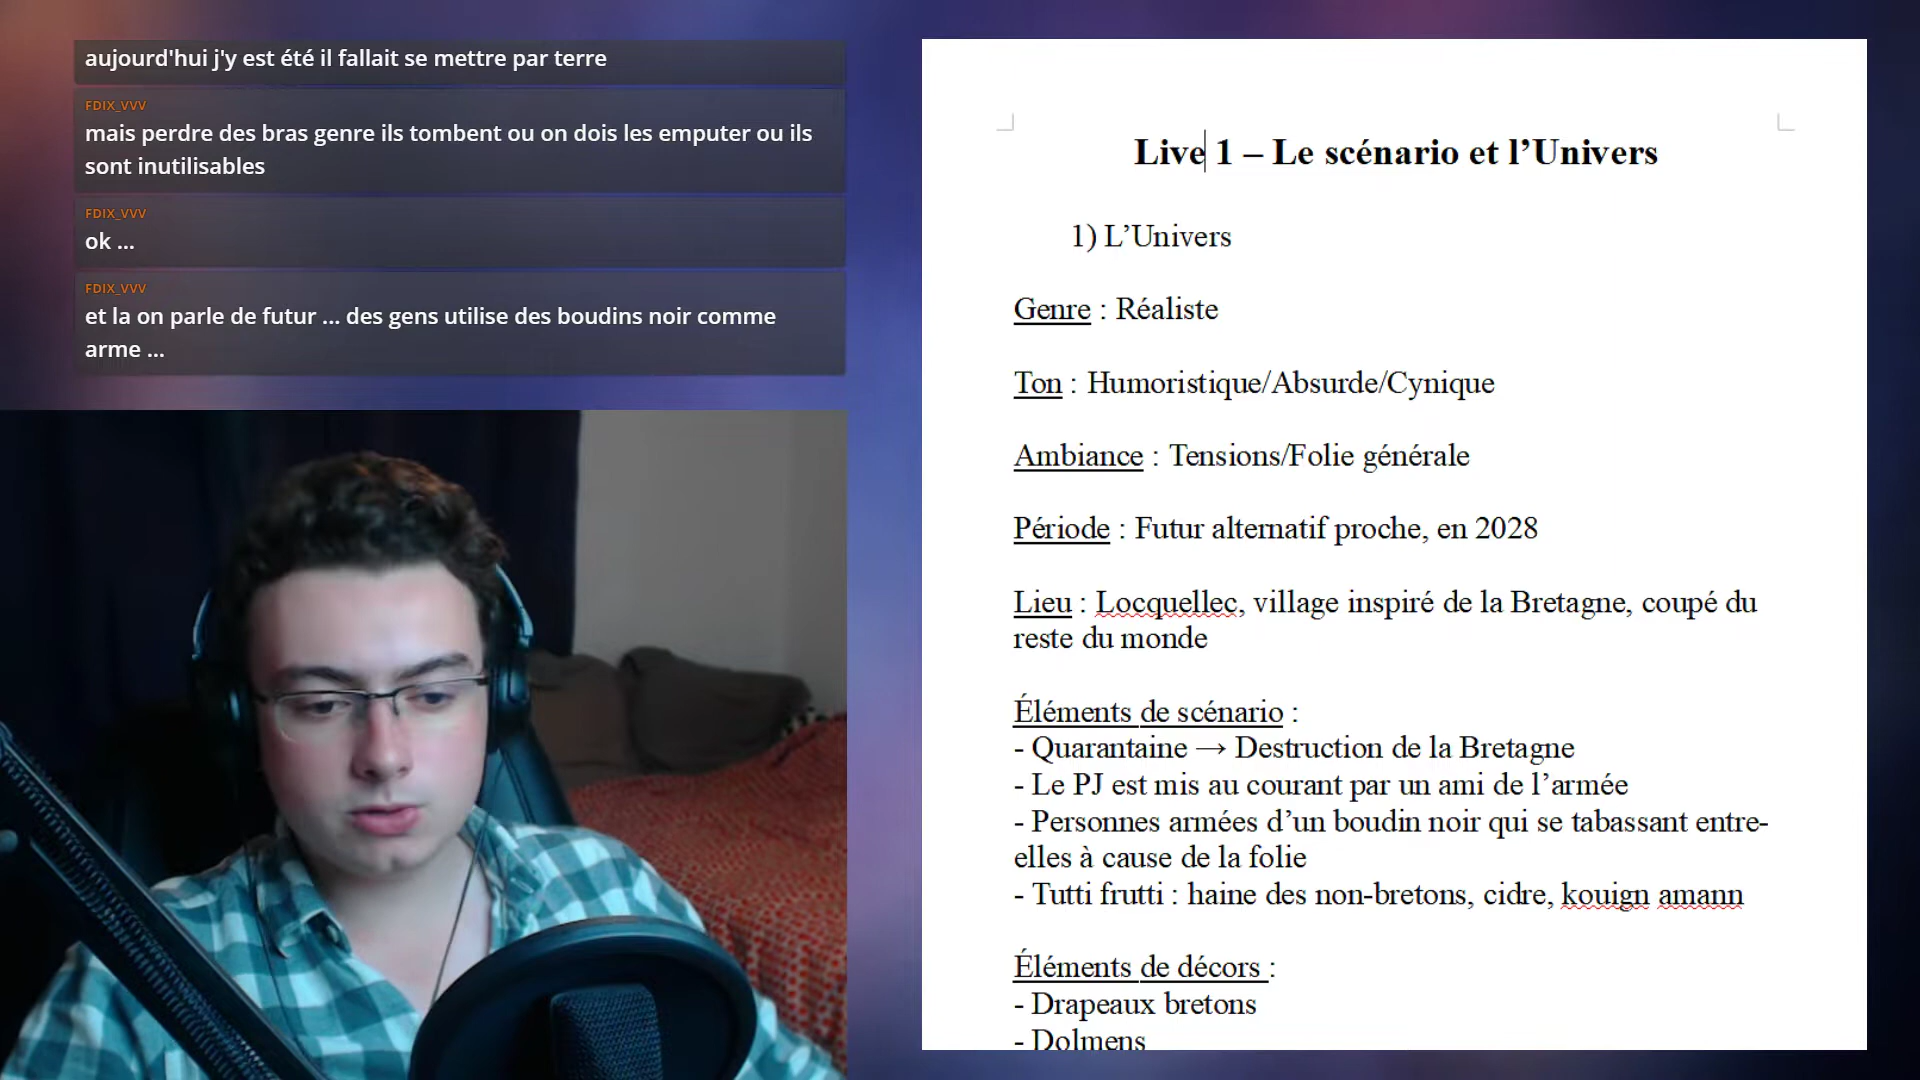 aujourd'hui j'y est été il fallait se mettre par terre
FDIX_VVV
mais perdre des bras genre ils tombent ou on dois les emputer ou ils
sont inutilisables
FDIX_VVV
ok ...
FDIX_VVV
et la on parle de futur ... des gens utilise des boudins noir comme
arme ...
Live 1 – Le scénario et l’Univers
1) L’Univers
Genre : Réaliste
Ton : Humoristique/Absurde/Cynique
Ambiance : Tensions/Folie générale
Période : Futur alternatif proche, en 2028
Lieu : Locquellec, village inspiré de la Bretagne, coupé du
reste du monde
Éléments de scénario :
- Quarantaine → Destruction de la Bretagne
- Le PJ est mis au courant par un ami de l’armée
- Personnes armées d’un boudin noir qui se tabassant entre-
elles à cause de la folie
- Tutti frutti : haine des non-bretons, cidre, kouign amann
Éléments de décors :
- Drapeaux bretons
- Dolmens